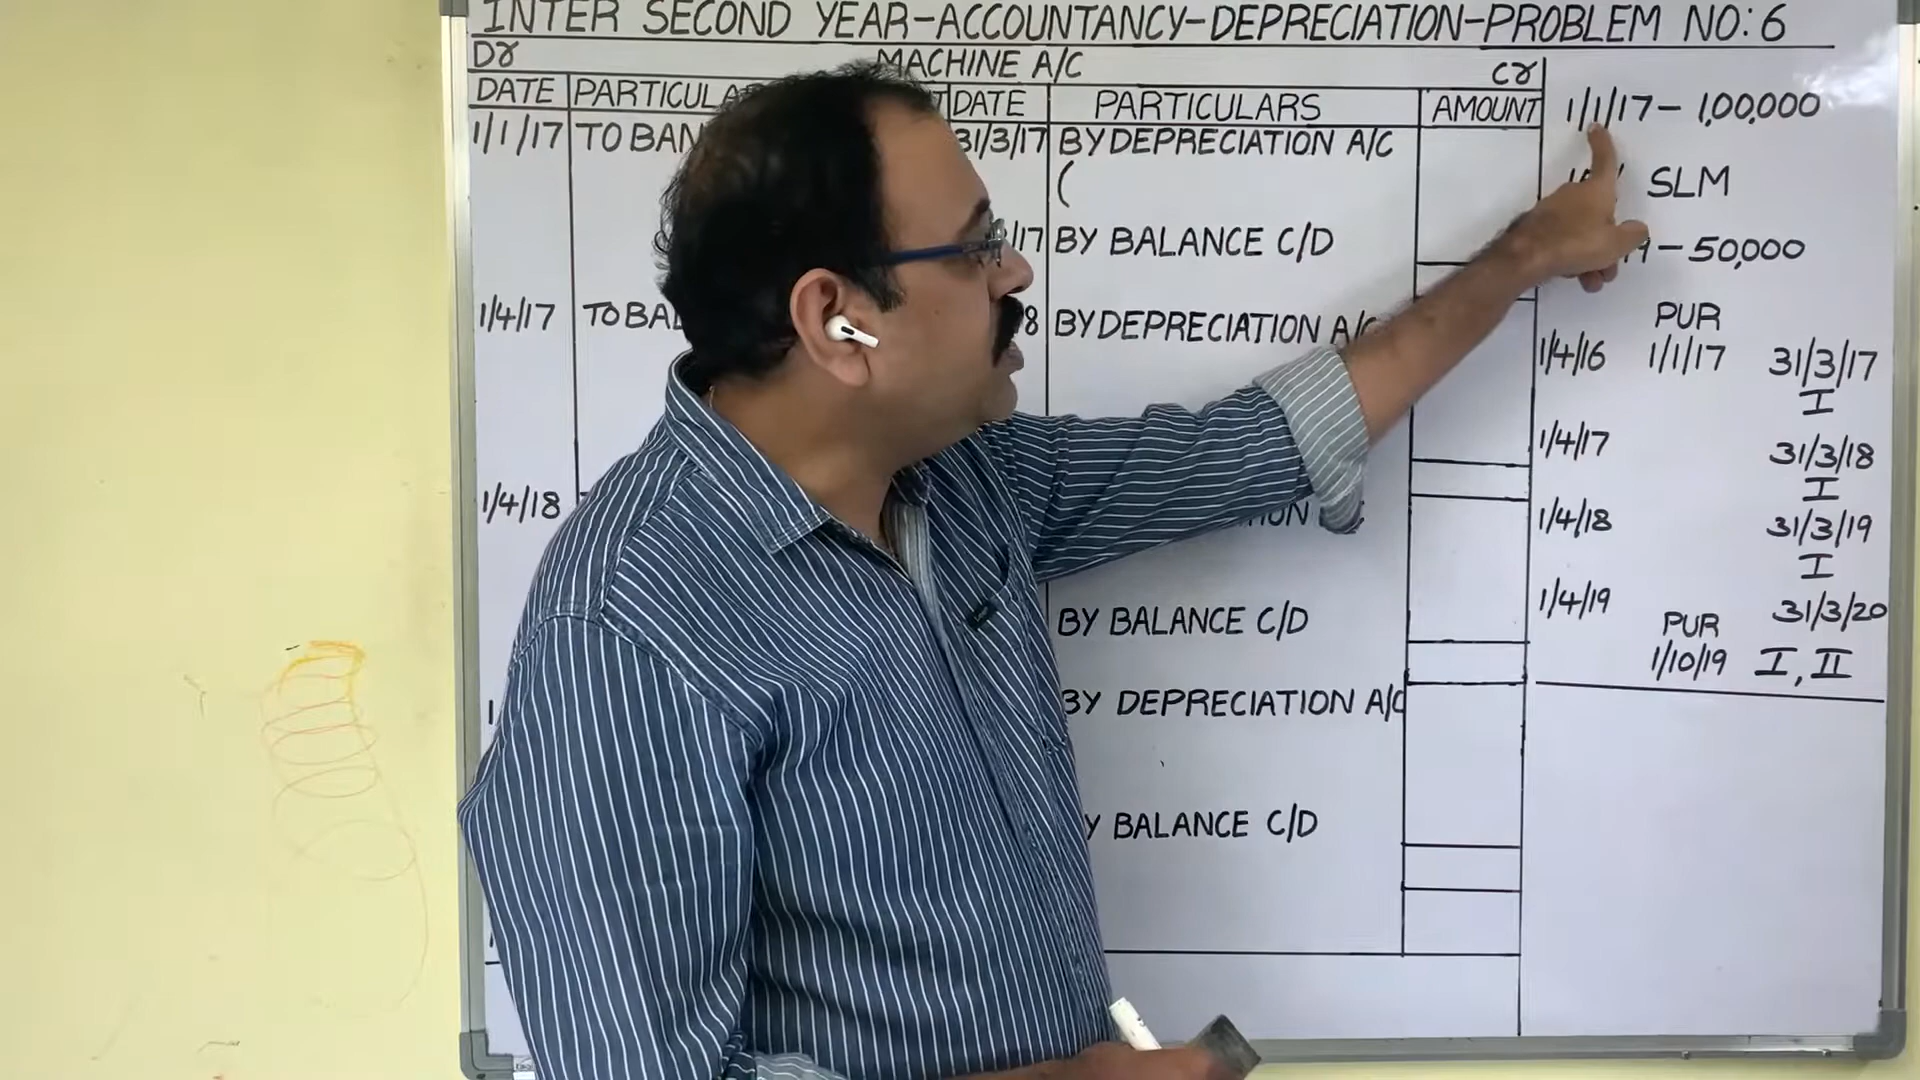 INTER SECOND YEAR-ACCOUNTANCY-DEPRECIATION-PROBLEM NO:6
Dr MACHINE A/C Cr
DATE PARTICULA DATE PARTICULARS AMOUNT
1/1/17 TO BAN 31/3/17 BY DEPRECIATION A/C
(
/17 BY BALANCE C/D
1/4/17 TO BAL 8 BY DEPRECIATION A/C
1/4/18
BY BALANCE C/D
BY DEPRECIATION A/C
Y BALANCE C/D
1/1/17 - 1,00,000
SLM
9 - 50,000
PUR
1/4/16 1/1/17 31/3/17
I
1/4/17 31/3/18
I
1/4/18 31/3/19
I
1/4/19 31/3/20
PUR
1/10/19 I, II